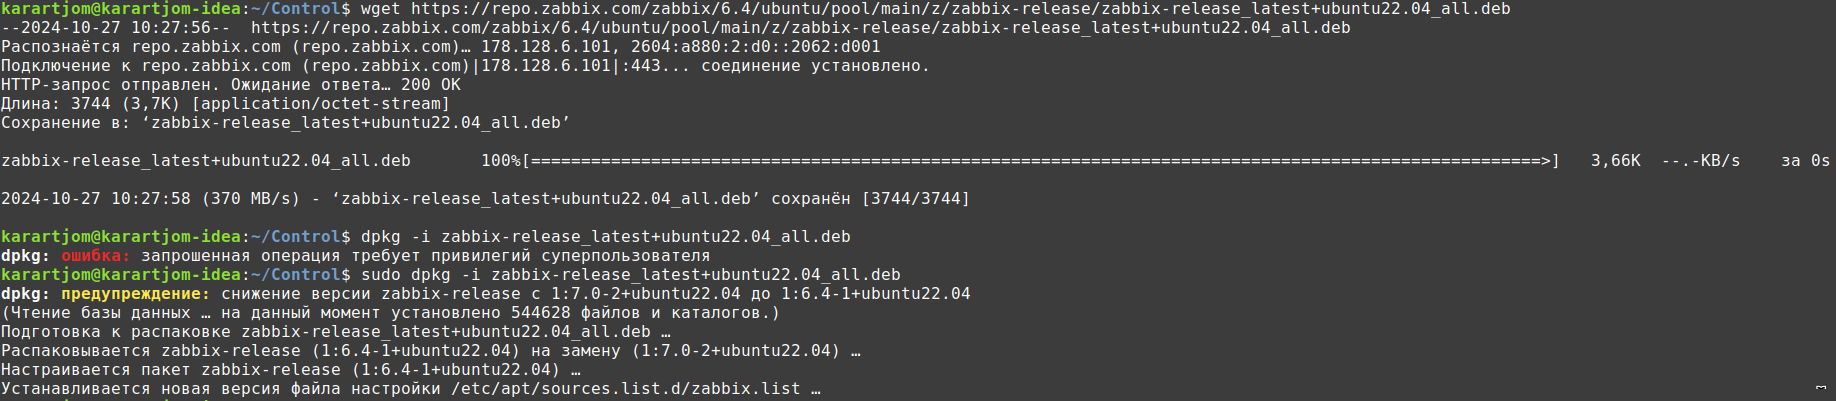 karartjom@karartjom-idea:~/Control$ wget https://repo.zabbix.com/zabbix/6.4/ubuntu/pool/main/z/zabbix-release/zabbix-release_latest+ubuntu22.04_all.deb
--2024-10-27 10:27:56--  https://repo.zabbix.com/zabbix/6.4/ubuntu/pool/main/z/zabbix-release/zabbix-release_latest+ubuntu22.04_all.deb
Распознаётся repo.zabbix.com (repo.zabbix.com)… 178.128.6.101, 2604:a880:2:d0::2062:d001
Подключение к repo.zabbix.com (repo.zabbix.com)|178.128.6.101|:443... соединение установлено.
HTTP-запрос отправлен. Ожидание ответа… 200 OK
Длина: 3744 (3,7K) [application/octet-stream]
Сохранение в: ‘zabbix-release_latest+ubuntu22.04_all.deb’
zabbix-release_latest+ubuntu22.04_all.deb       100%[=====================================================================================================>]   3,66K  --.-KB/s    за 0s
2024-10-27 10:27:58 (370 MB/s) - ‘zabbix-release_latest+ubuntu22.04_all.deb’ сохранён [3744/3744]
karartjom@karartjom-idea:~/Control$ dpkg -i zabbix-release_latest+ubuntu22.04_all.deb
dpkg: ошибка: запрошенная операция требует привилегий суперпользователя
karartjom@karartjom-idea:~/Control$ sudo dpkg -i zabbix-release_latest+ubuntu22.04_all.deb
dpkg: предупреждение: снижение версии zabbix-release с 1:7.0-2+ubuntu22.04 до 1:6.4-1+ubuntu22.04
(Чтение базы данных … на данный момент установлено 544628 файлов и каталогов.)
Подготовка к распаковке zabbix-release_latest+ubuntu22.04_all.deb …
Распаковывается zabbix-release (1:6.4-1+ubuntu22.04) на замену (1:7.0-2+ubuntu22.04) …
Настраивается пакет zabbix-release (1:6.4-1+ubuntu22.04) …
Устанавливается новая версия файла настройки /etc/apt/sources.list.d/zabbix.list …